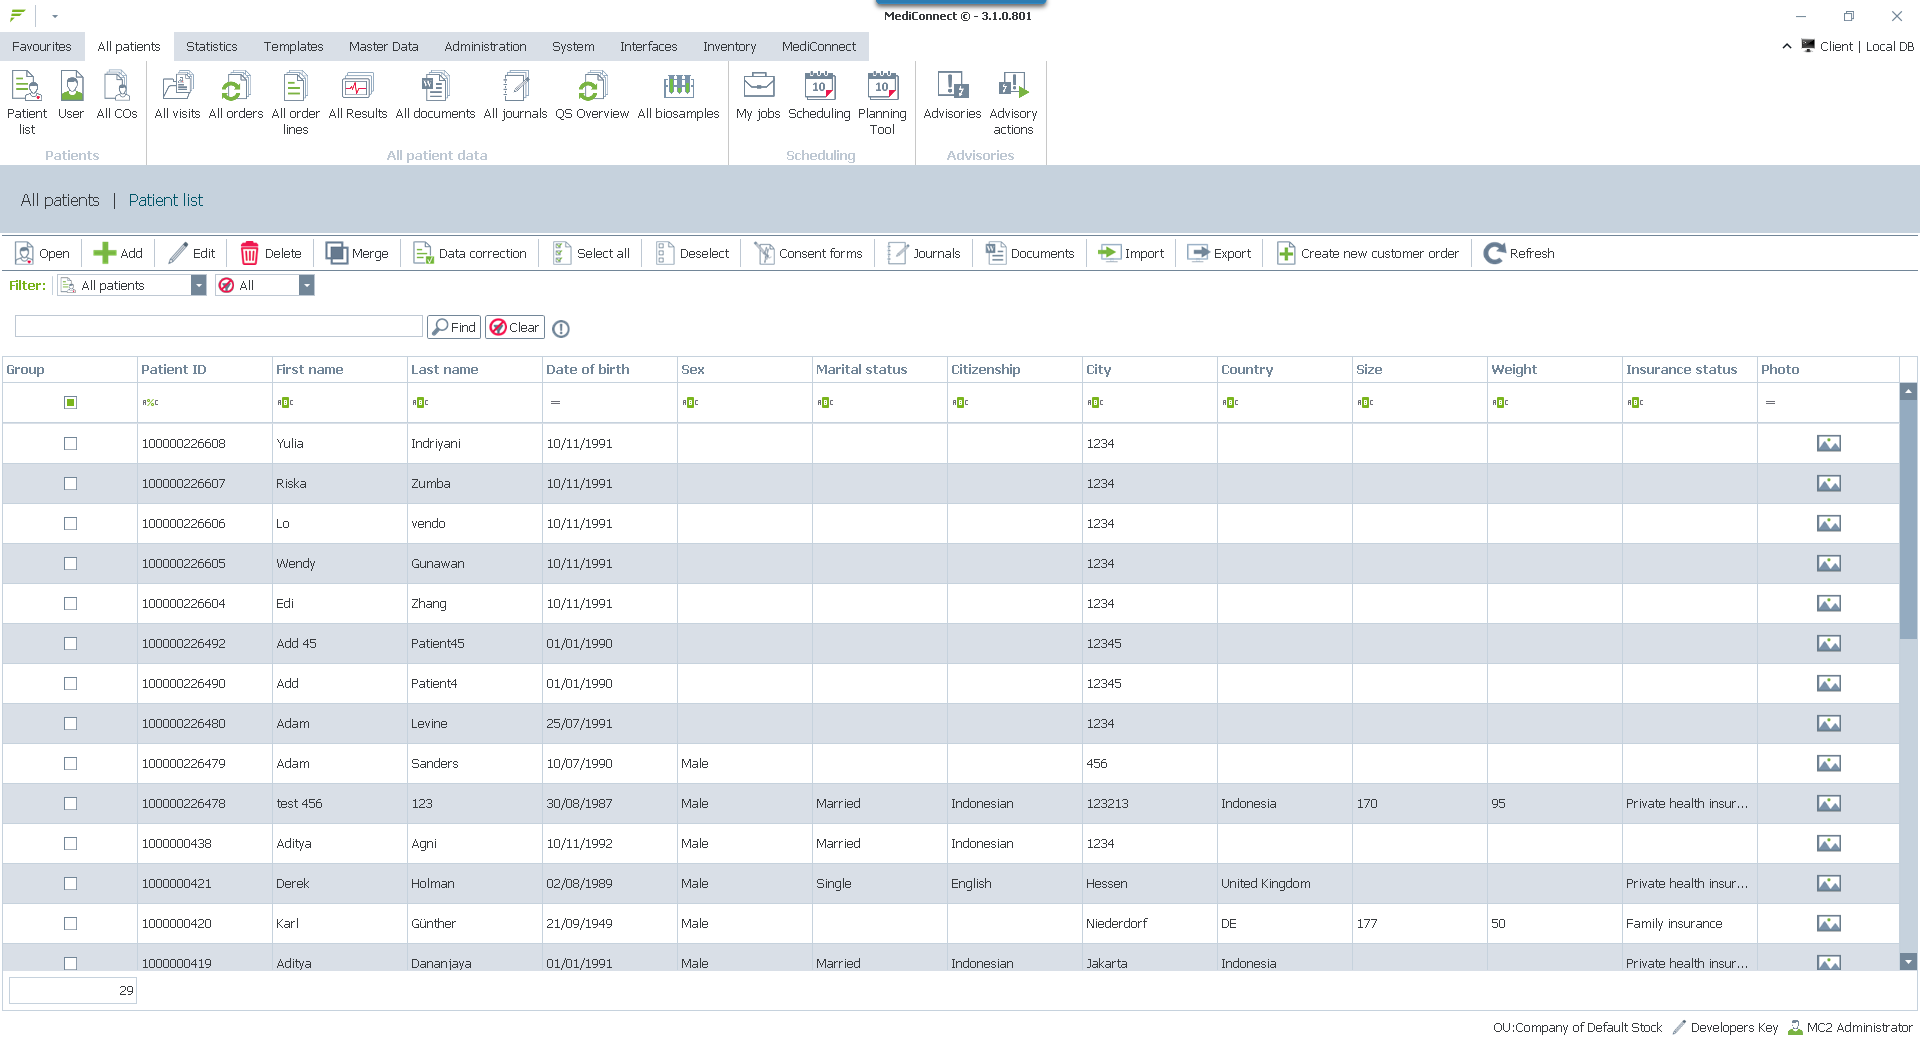 MediConnect © - 3.1.0.801
Favourites All patients Statistics Templates Master Data Administration System Interfaces Inventory MediConnect Client | Local DB
Patient list User All COs All visits All orders All order lines All Results All documents All journals QS Overview All biosamples My jobs Scheduling Planning Tool Advisories Advisory actions
Patients All patient data Scheduling Advisories
All patients | Patient list
Open Add Edit Delete Merge Data correction Select all Deselect Consent forms Journals Documents Import Export Create new customer order Refresh
Filter: All patients All
Find Clear
Group Patient ID First name Last name Date of birth Sex Marital status Citizenship City Country Size Weight Insurance status Photo
100000226608 Yulia Indriyani 10/11/1991 1234
100000226607 Riska Zumba 10/11/1991 1234
100000226606 Lo vendo 10/11/1991 1234
100000226605 Wendy Gunawan 10/11/1991 1234
100000226604 Edi Zhang 10/11/1991 1234
100000226492 Add 45 Patient45 01/01/1990 12345
100000226490 Add Patient4 01/01/1990 12345
100000226480 Adam Levine 25/07/1991 1234
100000226479 Adam Sanders 10/07/1990 Male 456
100000226478 test 456 123 30/08/1987 Male Married Indonesian 123213 Indonesia 170 95 Private health insur...
1000000438 Aditya Agni 10/11/1992 Male Married Indonesian 1234
1000000421 Derek Holman 02/08/1989 Male Single English Hessen United Kingdom Private health insur...
1000000420 Karl Günther 21/09/1949 Male Niederdorf DE 177 50 Family insurance
1000000419 Aditya Dananjaya 01/01/1991 Male Married Indonesian Jakarta Indonesia Private health insur...
29
OU:Company of Default Stock Developers Key MC2 Administrator